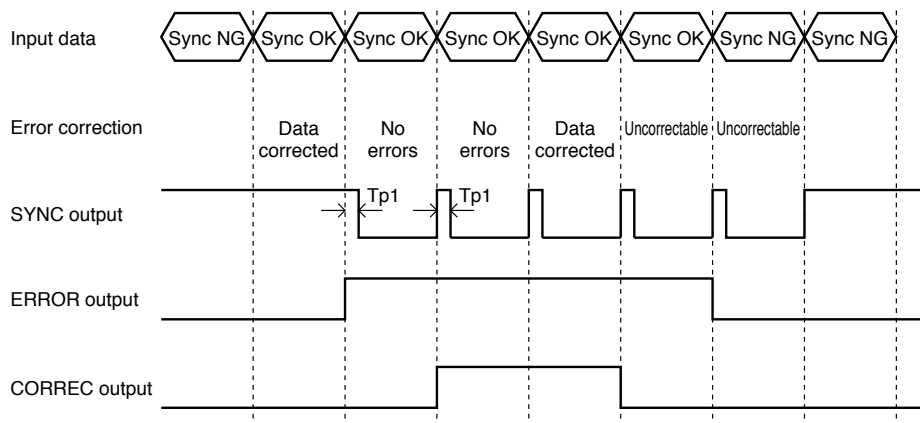 Input data
Sync NG Sync OK Sync OK Sync OK Sync OK Sync OK Sync NG Sync NG
Error correction
Data corrected
No errors
No errors
Data corrected
Uncorrectable
Uncorrectable
SYNC output
Tp1
Tp1
ERROR output
CORREC output